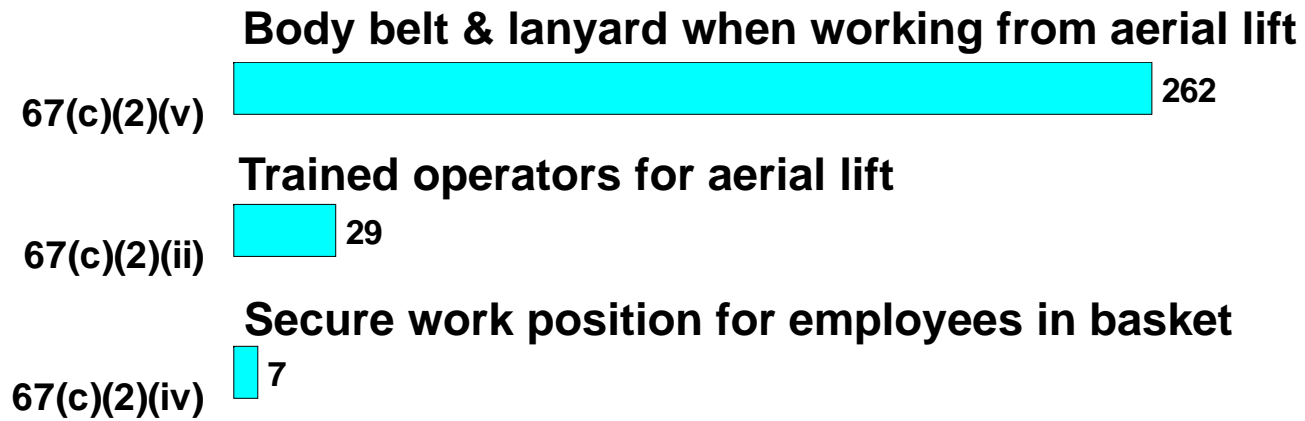 Body belt & lanyard when working from aerial lift
67(c)(2)(v) 262
Trained operators for aerial lift
67(c)(2)(ii) 29
Secure work position for employees in basket
67(c)(2)(iv) 7